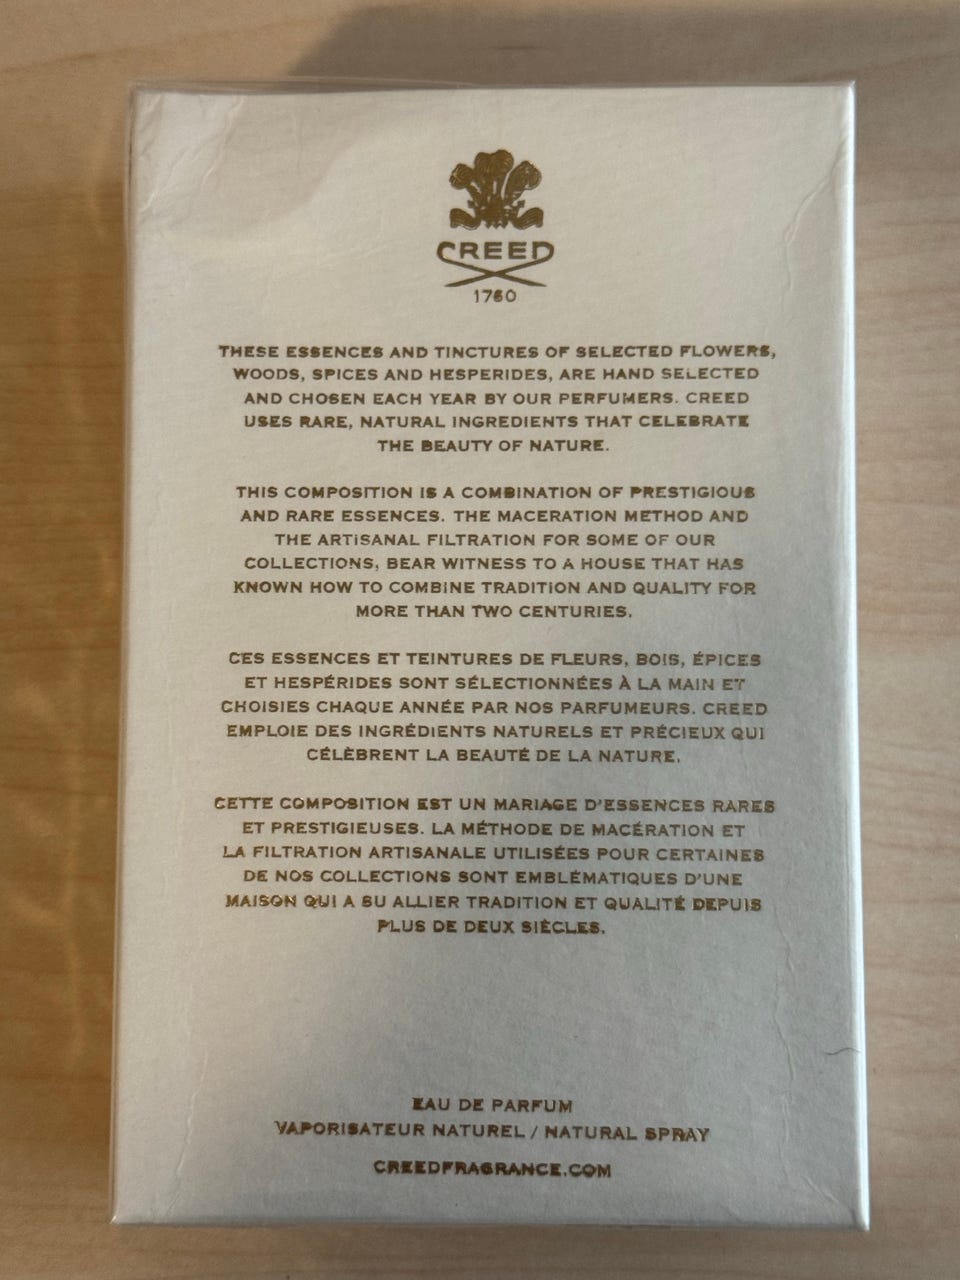 CREED
1760
THESE ESSENCES AND TINCTURES OF SELECTED FLOWERS,
WOODS, SPICES AND HESPERIDES, ARE HAND SELECTED
AND CHOSEN EACH YEAR BY OUR PERFUMERS. CREED
USES RARE, NATURAL INGREDIENTS THAT CELEBRATE
THE BEAUTY OF NATURE.
THIS COMPOSITION IS A COMBINATION OF PRESTIGIOUS
AND RARE ESSENCES. THE MACERATION METHOD AND
THE ARTISANAL FILTRATION FOR SOME OF OUR
COLLECTIONS, BEAR WITNESS TO A HOUSE THAT HAS
KNOWN HOW TO COMBINE TRADITION AND QUALITY FOR
MORE THAN TWO CENTURIES.
CES ESSENCES ET TEINTURES DE FLEURS, BOIS, ÉPICES
ET HESPÉRIDES SONT SÉLECTIONNÉES À LA MAIN ET
CHOISIES CHAQUE ANNÉE PAR NOS PARFUMEURS. CREED
EMPLOIE DES INGRÉDIENTS NATURELS ET PRÉCIEUX QUI
CÉLÈBRENT LA BEAUTÉ DE LA NATURE.
CETTE COMPOSITION EST UN MARIAGE D'ESSENCES RARES
ET PRESTIGIEUSES. LA MÉTHODE DE MACÉRATION ET
LA FILTRATION ARTISANALE UTILISÉES POUR CERTAINES
DE NOS COLLECTIONS SONT EMBLÉMATIQUES D'UNE
MAISON QUI A SU ALLIER TRADITION ET QUALITÉ DEPUIS
PLUS DE DEUX SIÈCLES.
EAU DE PARFUM
VAPORISATEUR NATUREL / NATURAL SPRAY
CREEDFRAGRANCE.COM